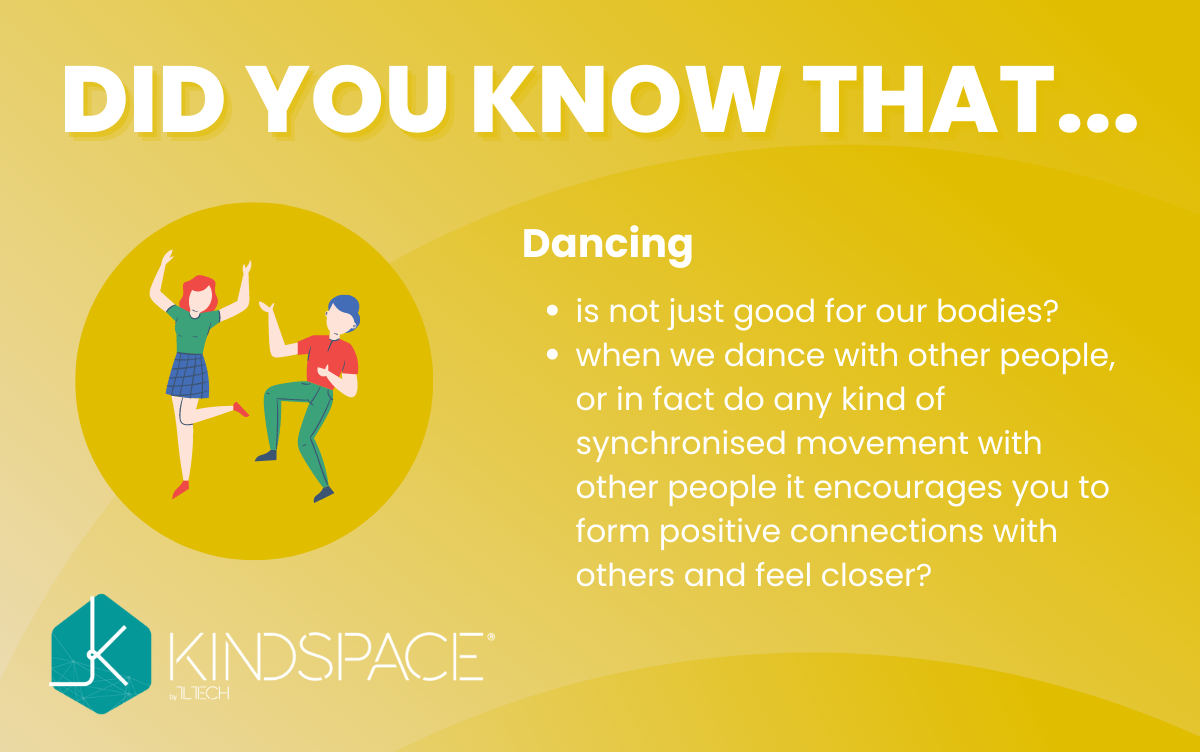 DID YOU KNOW THAT...
Dancing
• is not just good for our bodies?
• when we dance with other people,
or in fact do any kind of
synchronised movement with
other people it encourages you to
form positive connections with
others and feel closer?
KINDSPACE®
by 1L1TECH